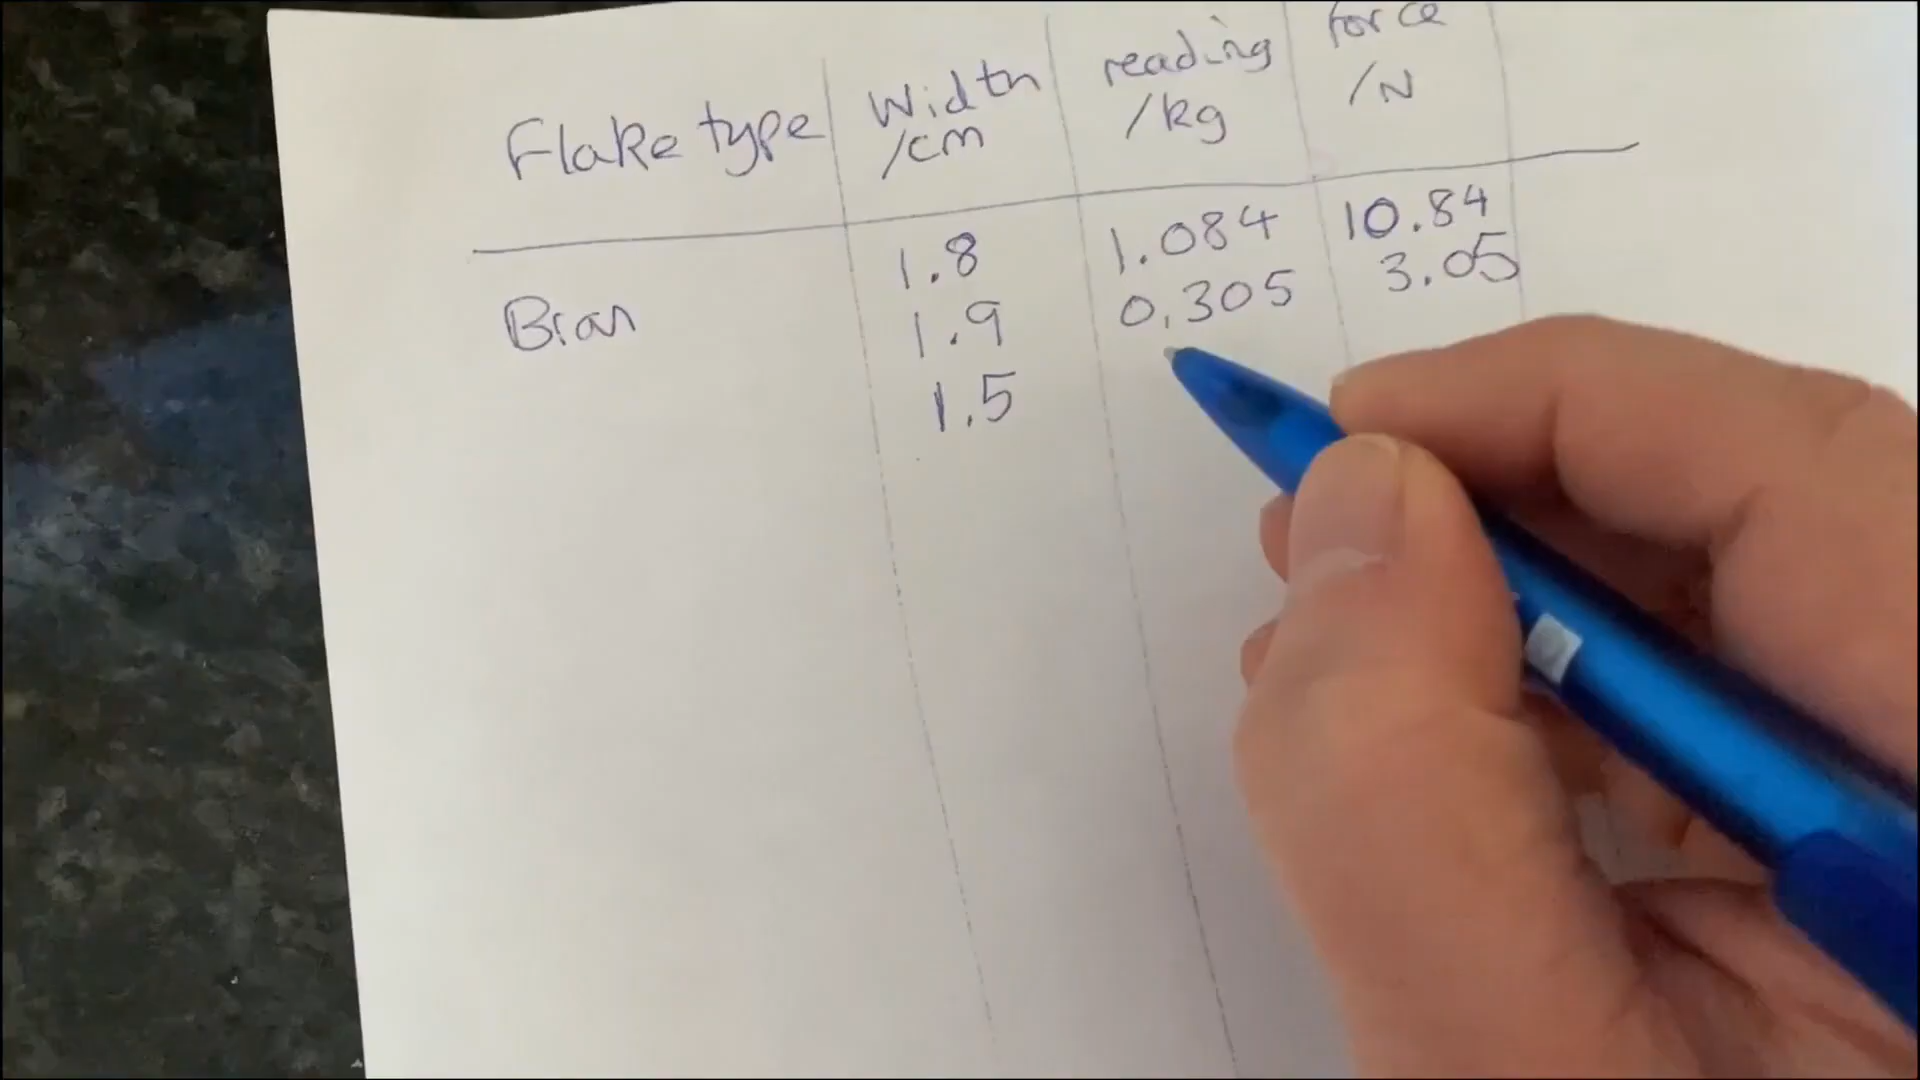 Flake type Width /cm reading /kg force /N
Bran 1.8 1.084 10.84
1.9 0.305 3.05
1.5